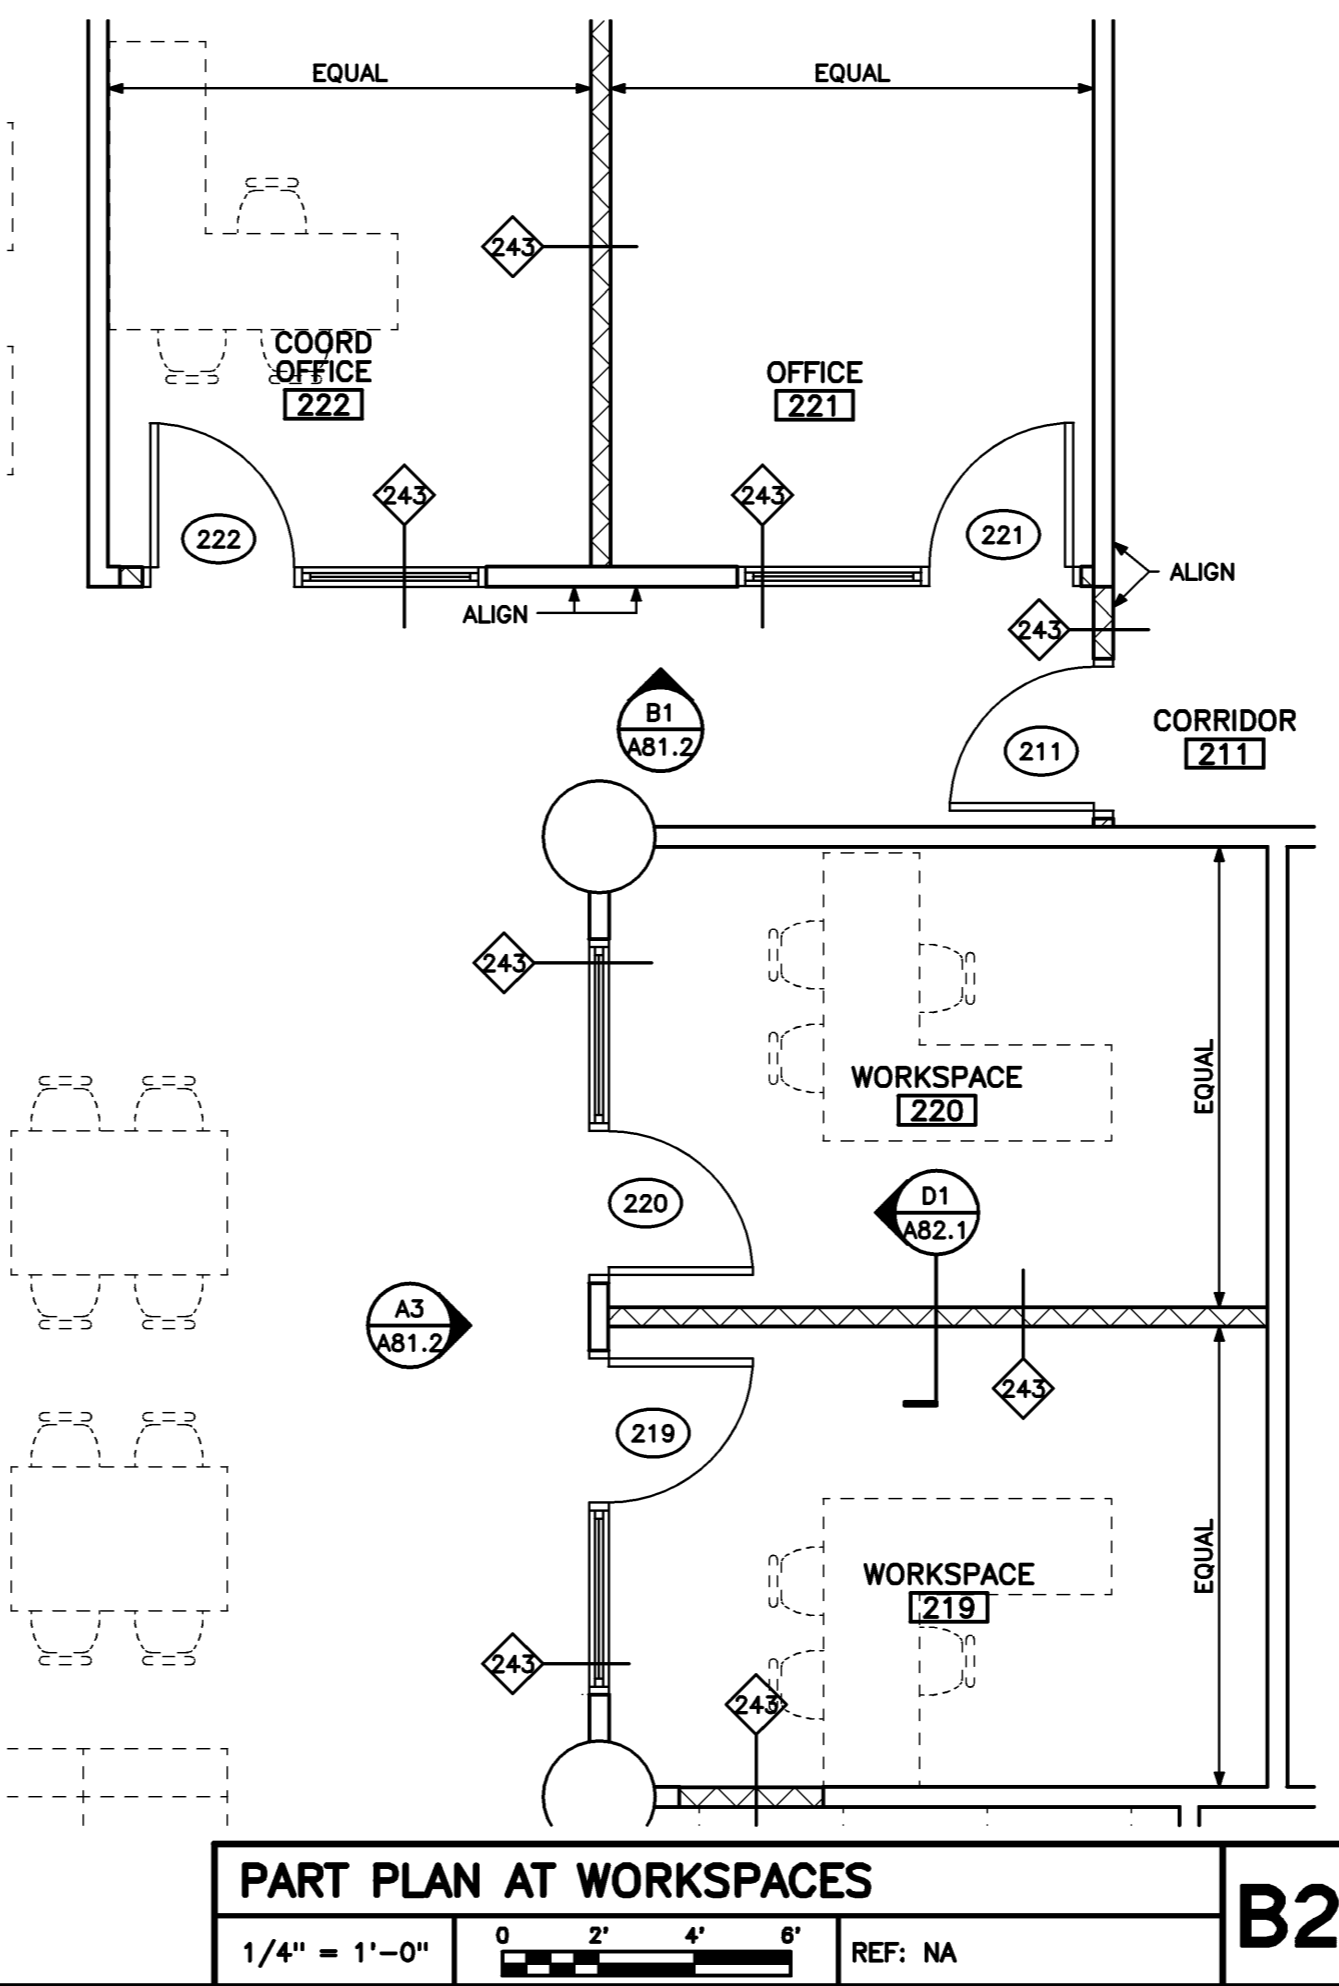 EQUAL
EQUAL
243
COORD
OFFICE
222
OFFICE
221
243
243
222
221
ALIGN
ALIGN
243
B1
A81.2
CORRIDOR
211
211
243
WORKSPACE
220
EQUAL
220
D1
A82.1
A3
A81.2
243
219
WORKSPACE
219
EQUAL
243
243
PART PLAN AT WORKSPACES
B2
1/4" = 1'-0"
0 2' 4' 6'
REF: NA